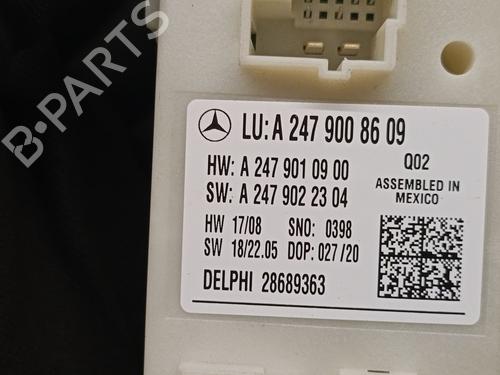 B-PARTS
LU: A 247 900 86 09
HW: A 247 901 09 00
Q02
SW: A 247 902 23 04
ASSEMBLED IN
MEXICO
HW 17/08 SNO: 0398
SW 18/22.05 DOP: 027/20
DELPHI 28689363